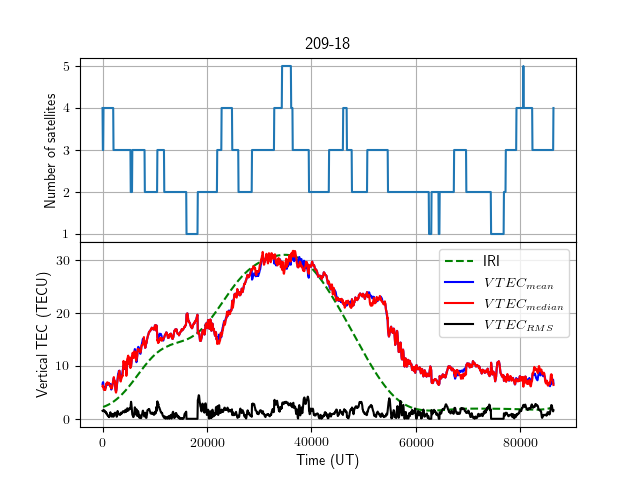 209-18
Number of satellites
5
4
3
2
1
Vertical TEC (TECU)
30
20
10
0
IRI
VTEC_mean
VTEC_median
VTEC_RMS
0 20000 40000 60000 80000
Time (UT)